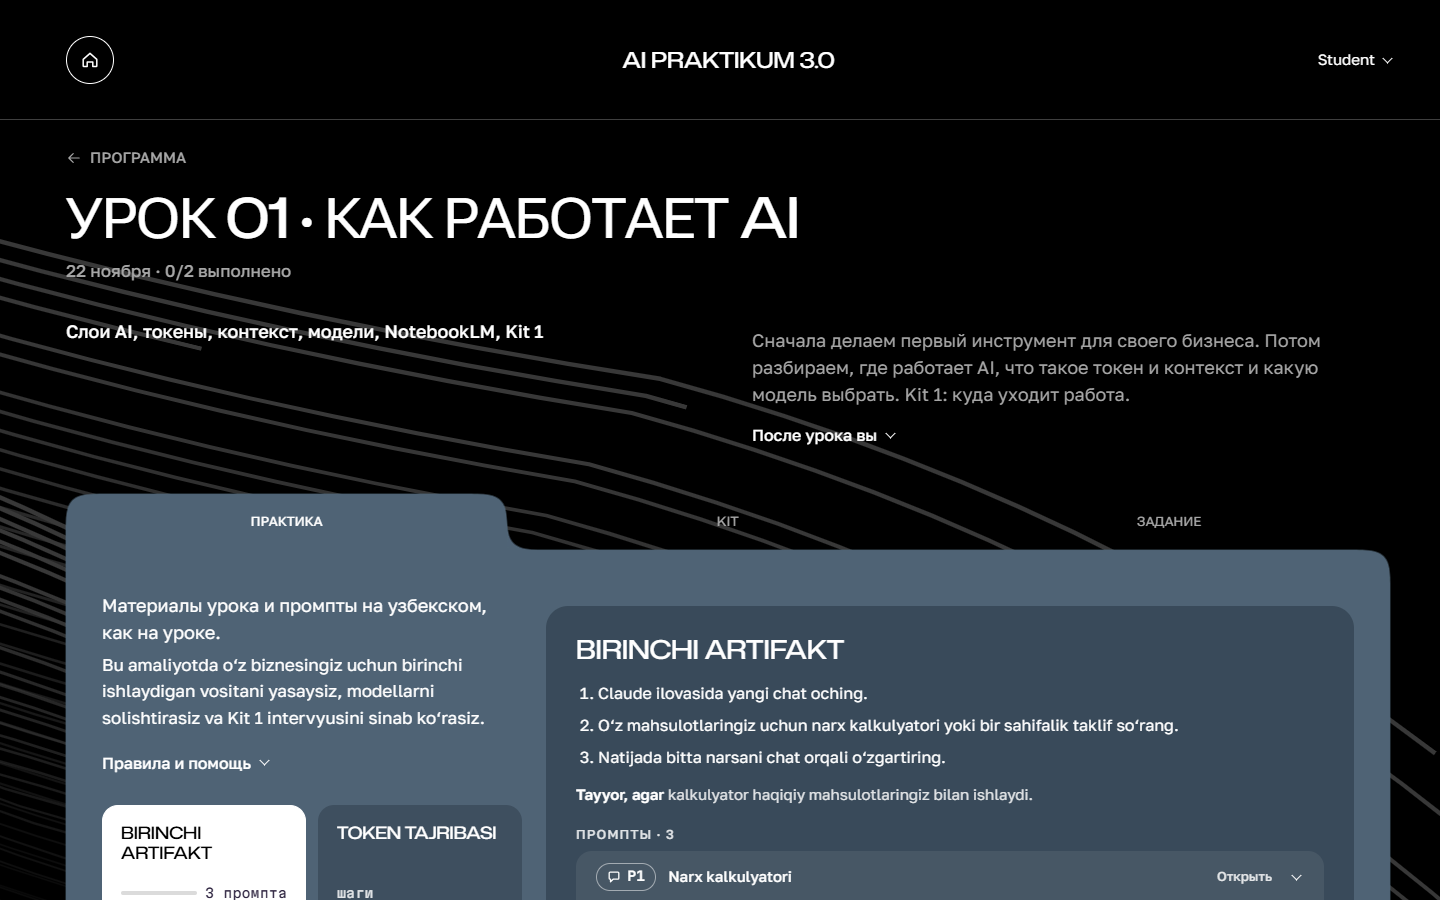 AI PRAKTIKUM 3.0
Student
ПРОГРАММА
УРОК 01 · КАК РАБОТАЕТ AI
22 ноября · 0/2 выполнено
Слои AI, токены, контекст, модели, NotebookLM, Kit 1
Сначала делаем первый инструмент для своего бизнеса. Потом
разбираем, где работает AI, что такое токен и контекст и какую
модель выбрать. Kit 1: куда уходит работа.
После урока вы
ПРАКТИКА
KIT
ЗАДАНИЕ
Материалы урока и промпты на узбекском,
как на уроке.
Bu amaliyotda oʻz biznesingiz uchun birinchi
ishlaydigan vositani yasaysiz, modellarni
solishtirasiz va Kit 1 intervyusini sinab koʻrasiz.
Правила и помощь
BIRINCHI
ARTIFAKT
3 промпта
TOKEN TAJRIBASI
шаги
BIRINCHI ARTIFAKT
1. Claude ilovasida yangi chat oching.
2. Oʻz mahsulotlaringiz uchun narx kalkulyatori yoki bir sahifalik taklif soʻrang.
3. Natijada bitta narsani chat orqali oʻzgartiring.
Tayyor, agar kalkulyator haqiqiy mahsulotlaringiz bilan ishlaydi.
ПРОМПТЫ · 3
P1 Narx kalkulyatori
Открыть